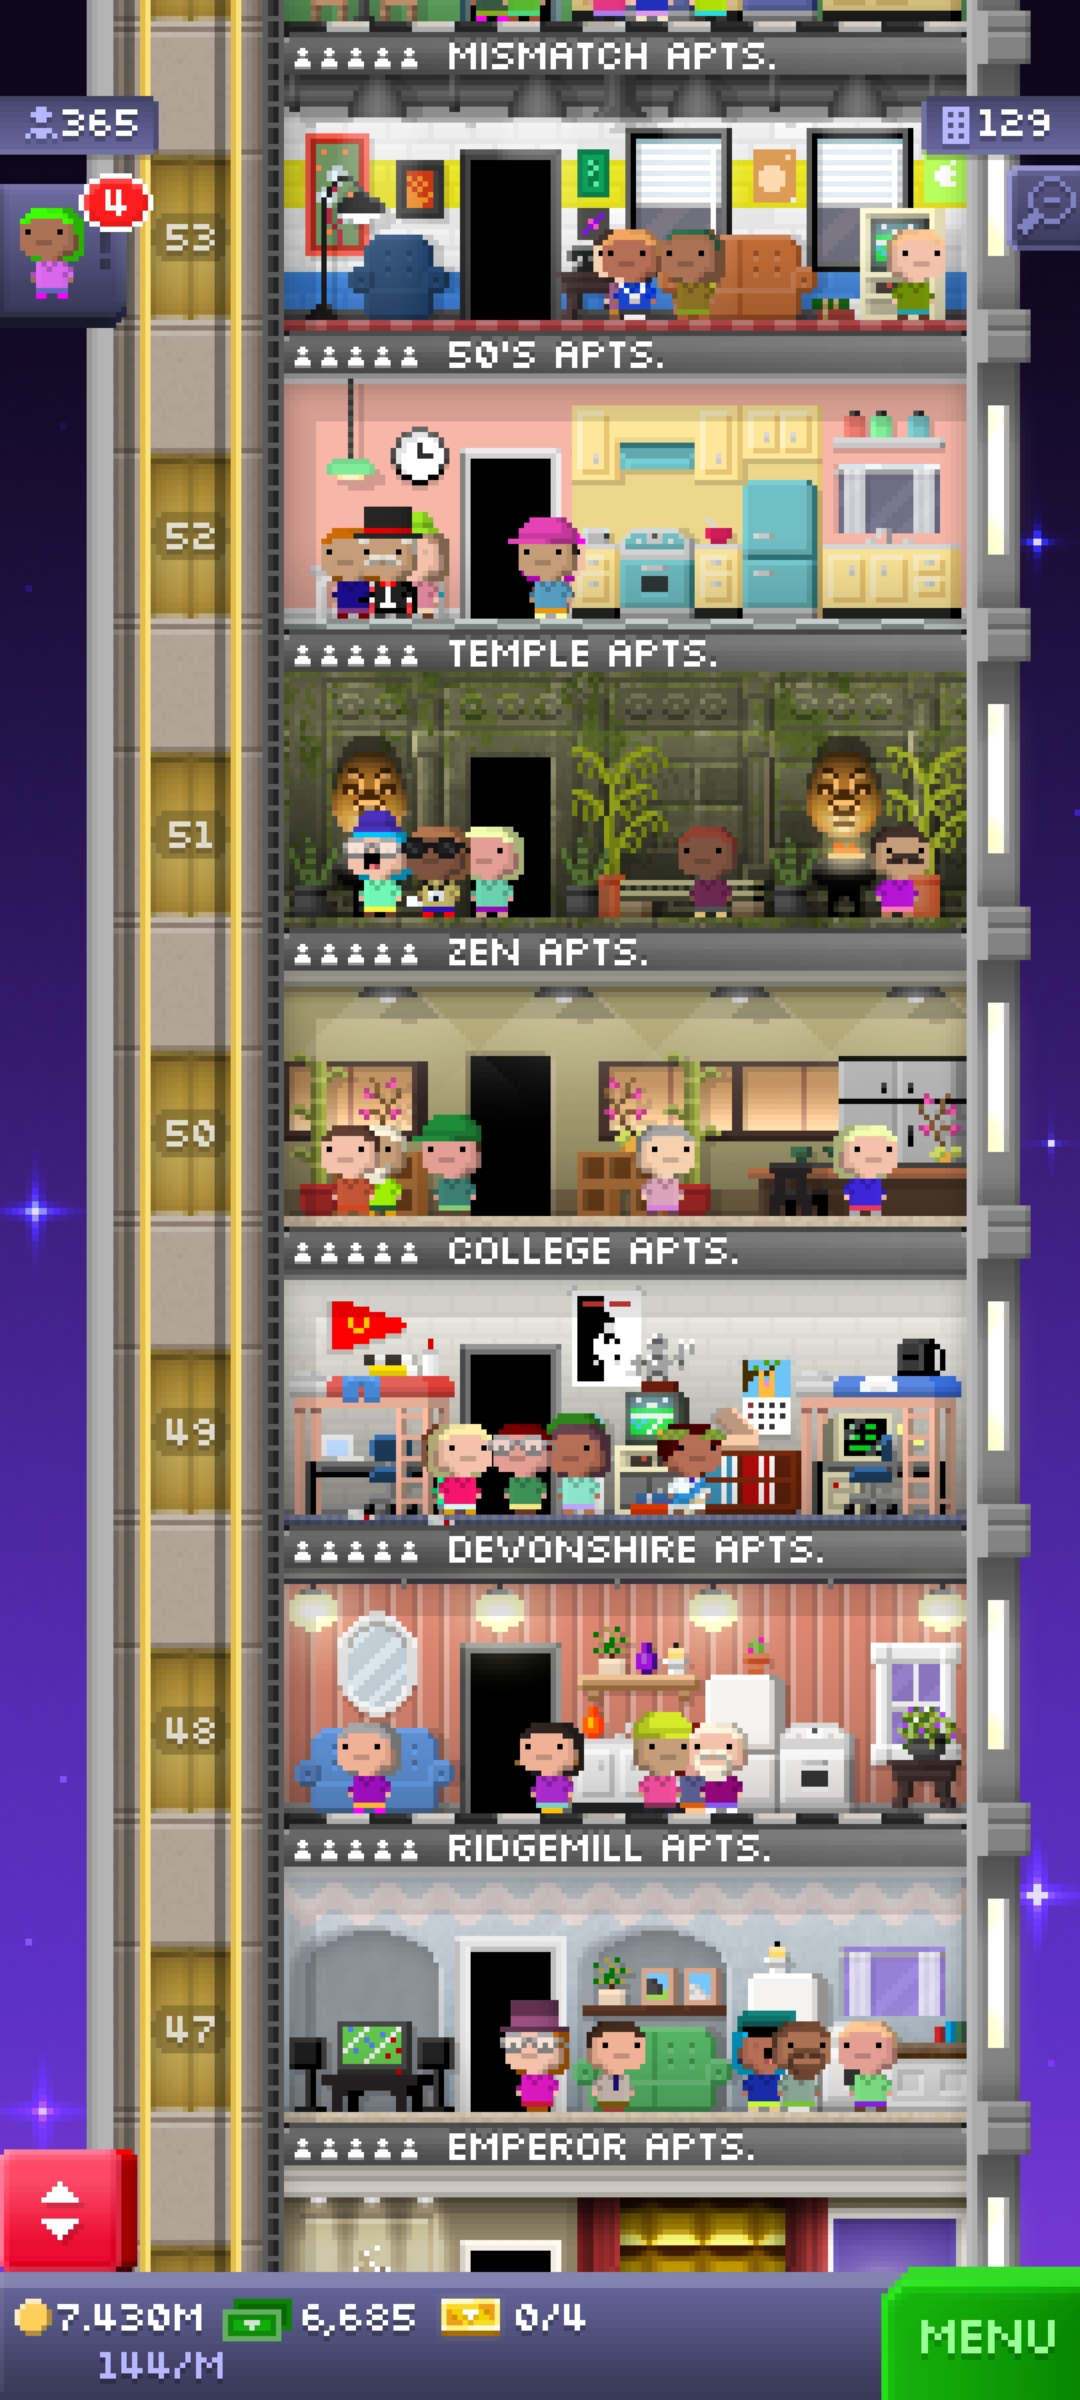 MISMATCH APTS.
365
129
4
53
50'S APTS.
52
TEMPLE APTS.
51
ZEN APTS.
50
COLLEGE APTS.
49
DEVONSHIRE APTS.
48
RIDGEMILL APTS.
47
EMPEROR APTS.
7.430M 6,685 0/4
144/M
MENU